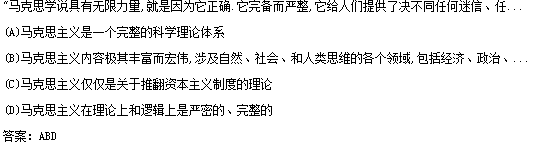 “马克思学说具有无限力量,就是因为它正确.它完备而严整,它给人们提供了决不同任何迷信、任...
(A)马克思主义是一个完整的科学理论体系
(B)马克思主义内容极其丰富而宏伟,涉及自然、社会、和人类思维的各个领域,包括经济、政治、...
(C)马克思主义仅仅是关于推翻资本主义制度的理论
(D)马克思主义在理论上和逻辑上是严密的、完整的
答案: ABD